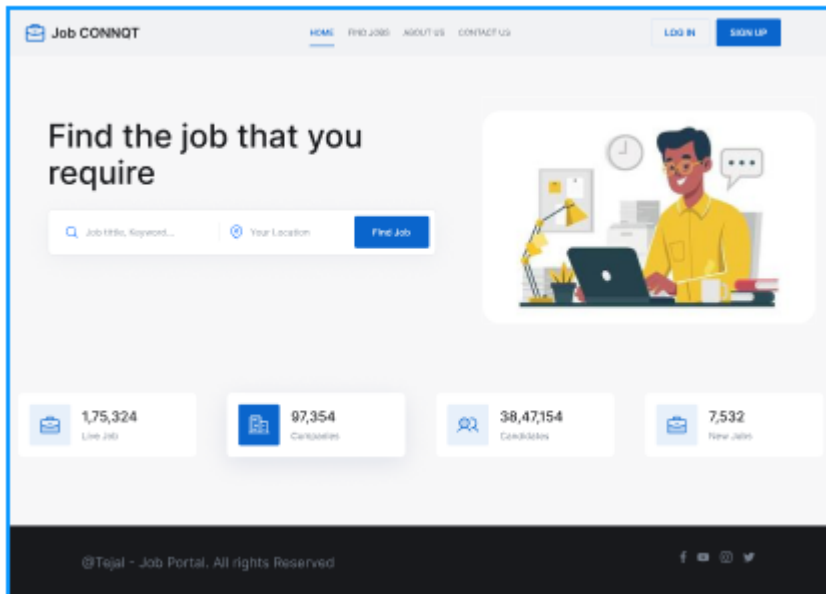 Job CONNQT
HOME FIND JOBS ABOUT US CONTACT US
LOG IN SIGN UP
Find the job that you
require
Job tittle, Keyword...
Your Location
Find Job
1,75,324
Live Job
97,354
Companies
38,47,154
Candidates
7,532
New Jobs
@Tejal - Job Portal. All rights Reserved